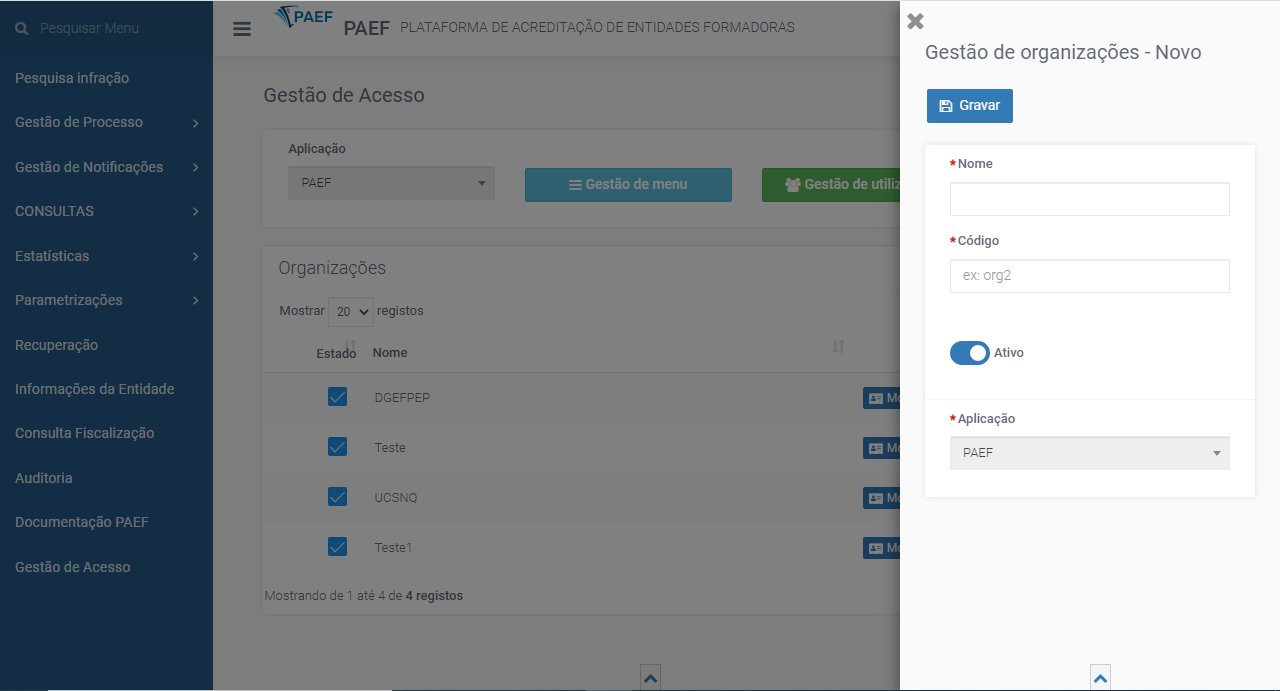 Pesquisar Menu
Pesquisa infração
Gestão de Processo
Gestão de Notificações
CONSULTAS
Estatísticas
Parametrizações
Recuperação
Informações da Entidade
Consulta Fiscalização
Auditoria
Documentação PAEF
Gestão de Acesso
PAEF
PAEF PLATAFORMA DE ACREDITAÇÃO DE ENTIDADES FORMADORAS
Gestão de Acesso
Aplicação
PAEF
Gestão de menu
Gestão de utiliz
Organizações
Mostrar 20 registos
Estado Nome
DGEFPEP Mo
Teste Mo
UCSNQ Mo
Teste1 Mo
Mostrando de 1 até 4 de 4 registos
Gestão de organizações - Novo
Gravar
*Nome
*Código
ex: org2
Ativo
*Aplicação
PAEF